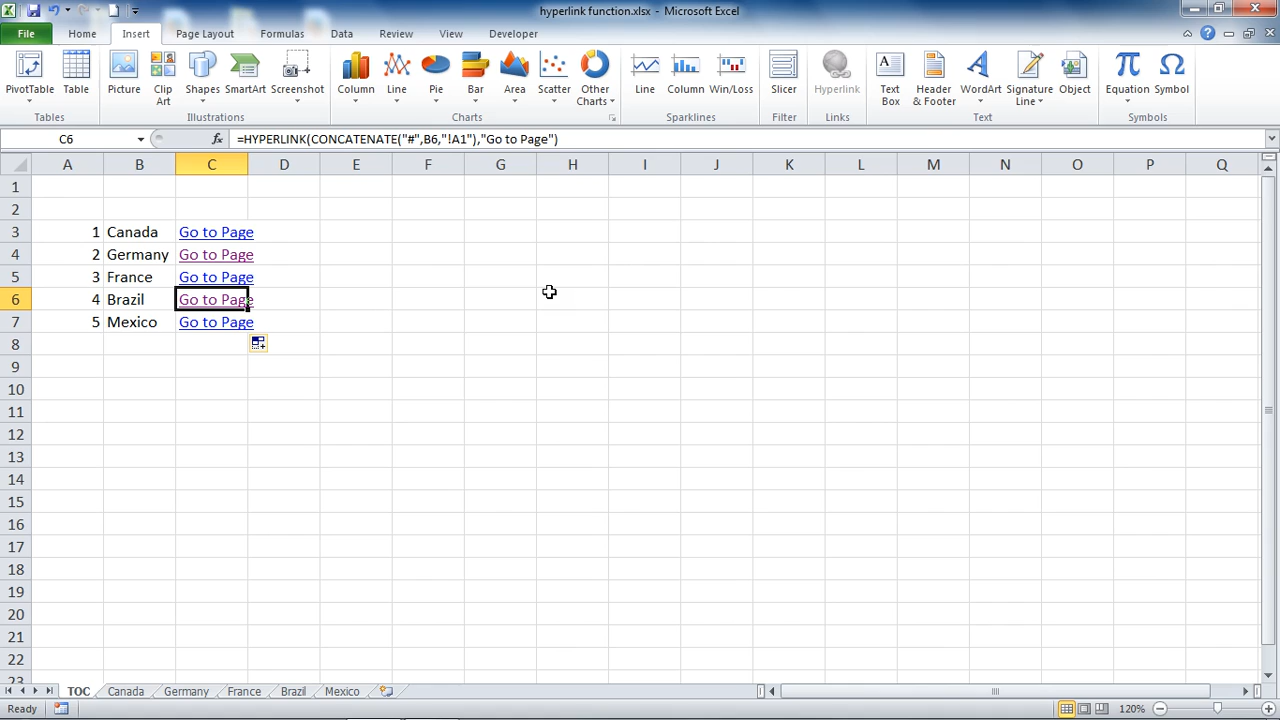 hyperlink function.xlsx - Microsoft Excel
File Home Insert Page Layout Formulas Data Review View Developer
PivotTable Table Picture Clip Art Shapes SmartArt Screenshot Column Line Pie Bar Area Scatter Other Charts Line Column Win/Loss Slicer Hyperlink Text Box Header & Footer WordArt Signature Line Object Equation Symbol
Tables Illustrations Charts Sparklines Filter Links Text Symbols
C6 fx =HYPERLINK(CONCATENATE("#",B6,"!A1"),"Go to Page")
A B C D E F G H I J K L M N O P Q
1
2
3 1 Canada Go to Page
4 2 Germany Go to Page
5 3 France Go to Page
6 4 Brazil Go to Page
7 5 Mexico Go to Page
8
9
10
11
12
13
14
15
16
17
18
19
20
21
22
23
TOC Canada Germany France Brazil Mexico
Ready 120%